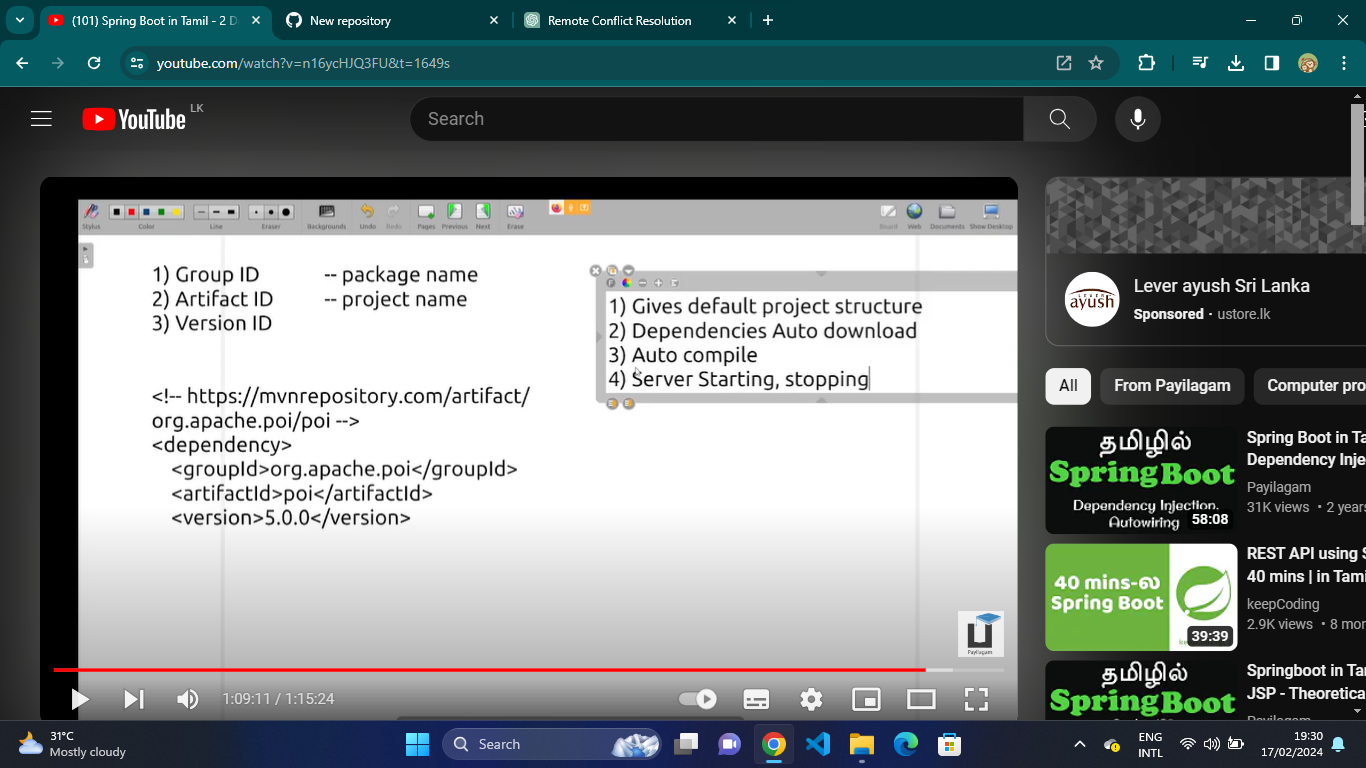 (101) Spring Boot in Tamil - 2 D
New repository
Remote Conflict Resolution
youtube.com/watch?v=n16ycHJQ3FU&t=1649s
YouTube LK
Search
Stylus
Color
Line
Eraser
Backgrounds
Undo
Redo
Pages
Previous
Next
Erase
Board
Web
Documents
Show Desktop
1) Group ID -- package name
2) Artifact ID -- project name
3) Version ID
<!-- https://mvnrepository.com/artifact/
org.apache.poi/poi -->
<dependency>
<groupId>org.apache.poi</groupId>
<artifactId>poi</artifactId>
<version>5.0.0</version>
1) Gives default project structure
2) Dependencies Auto download
3) Auto compile
4) Server Starting, stopping
Payilagam
1:09:11 / 1:15:24
LEVER
ayush
Lever ayush Sri Lanka
Sponsored · ustore.lk
All
From Payilagam
Computer pro
தமிழில்
Spring Boot
Dependency Injection,
Autowiring
58:08
Spring Boot in Ta
Dependency Inje
Payilagam
31K views • 2 years
40 mins-ல
Spring Boot
39:39
REST API using S
40 mins | in Tami
keepCoding
2.9K views • 8 mon
தமிழில்
Spring Boot
Springboot in Ta
JSP - Theoretica
31°C
Mostly cloudy
Search
ENG
INTL
19:30
17/02/2024